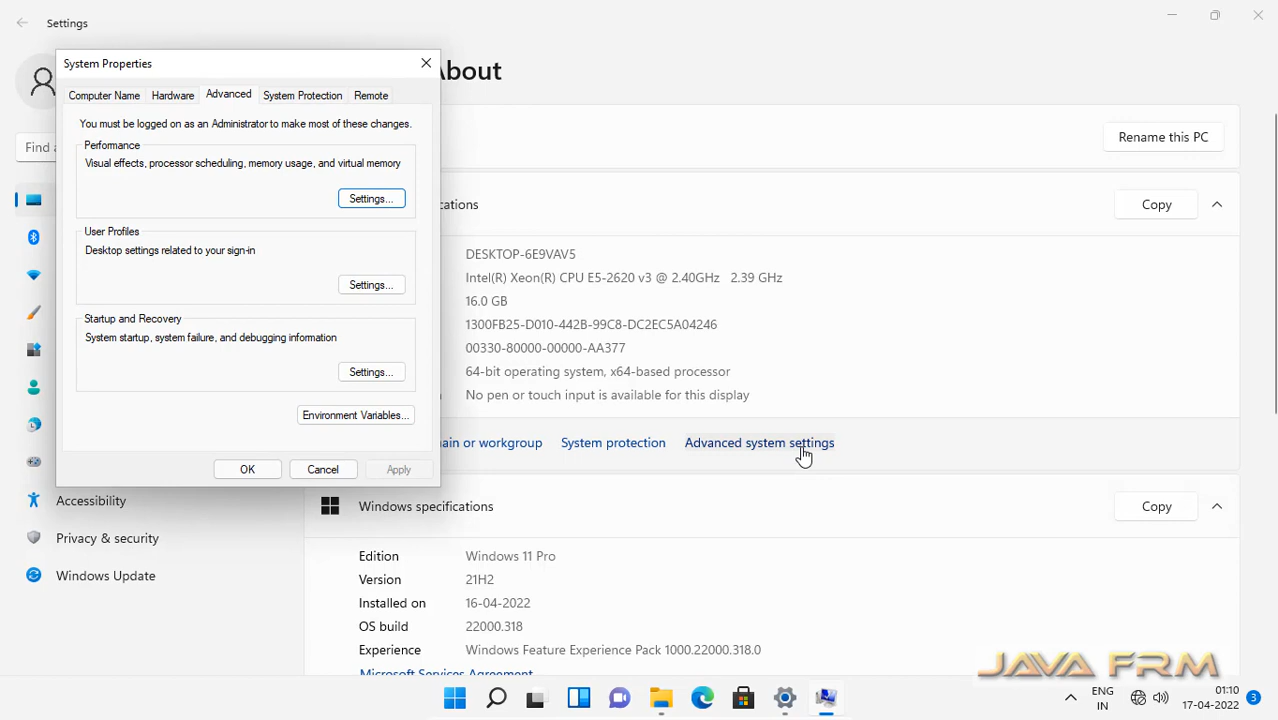 Settings
System Properties
About
Computer Name
Hardware
Advanced
System Protection
Remote
You must be logged on as an Administrator to make most of these changes.
Performance
Visual effects, processor scheduling, memory usage, and virtual memory
Settings...
User Profiles
Desktop settings related to your sign-in
Settings...
Startup and Recovery
System startup, system failure, and debugging information
Settings...
Environment Variables...
OK
Cancel
Apply
Find a
Rename this PC
Copy
DESKTOP-6E9VAV5
Intel(R) Xeon(R) CPU E5-2620 v3 @ 2.40GHz 2.39 GHz
16.0 GB
1300FB25-D010-442B-99C8-DC2EC5A04246
00330-80000-00000-AA377
64-bit operating system, x64-based processor
No pen or touch input is available for this display
or workgroup
System protection
Advanced system settings
Accessibility
Privacy & security
Windows Update
Windows specifications
Copy
Edition Windows 11 Pro
Version 21H2
Installed on 16-04-2022
OS build 22000.318
Experience Windows Feature Experience Pack 1000.22000.318.0
Microsoft Services Agreement
JAVA FRM
ENG
IN
01:10
17-04-2022
3